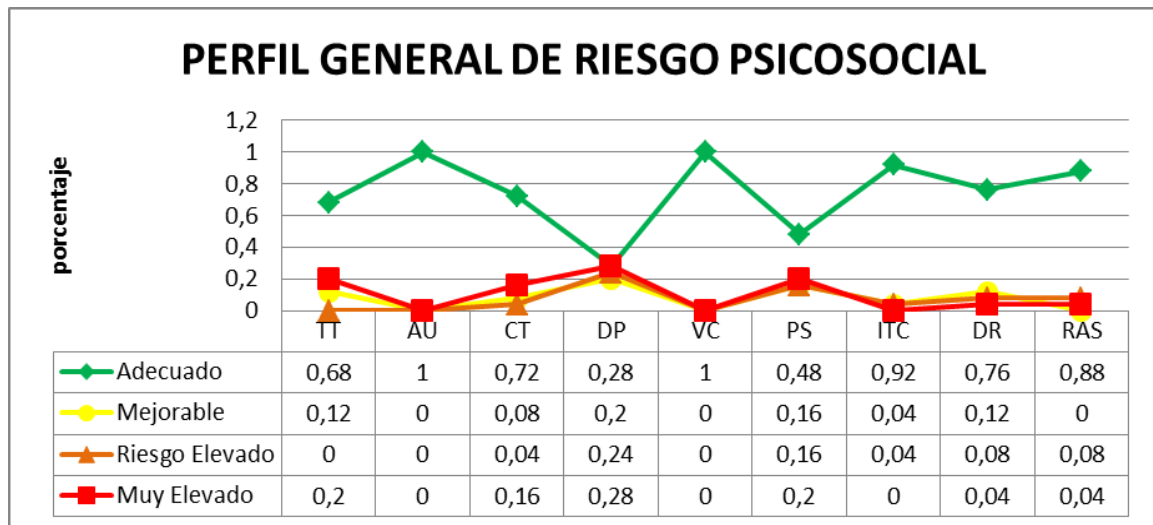 PERFIL GENERAL DE RIESGO PSICOSOCIAL
porcentaje
1,2
1
0,8
0,6
0,4
0,2
0
TT AU CT DP VC PS ITC DR RAS
Adecuado 0,68 1 0,72 0,28 1 0,48 0,92 0,76 0,88
Mejorable 0,12 0 0,08 0,2 0 0,16 0,04 0,12 0
Riesgo Elevado 0 0 0,04 0,24 0 0,16 0,04 0,08 0,08
Muy Elevado 0,2 0 0,16 0,28 0 0,2 0 0,04 0,04